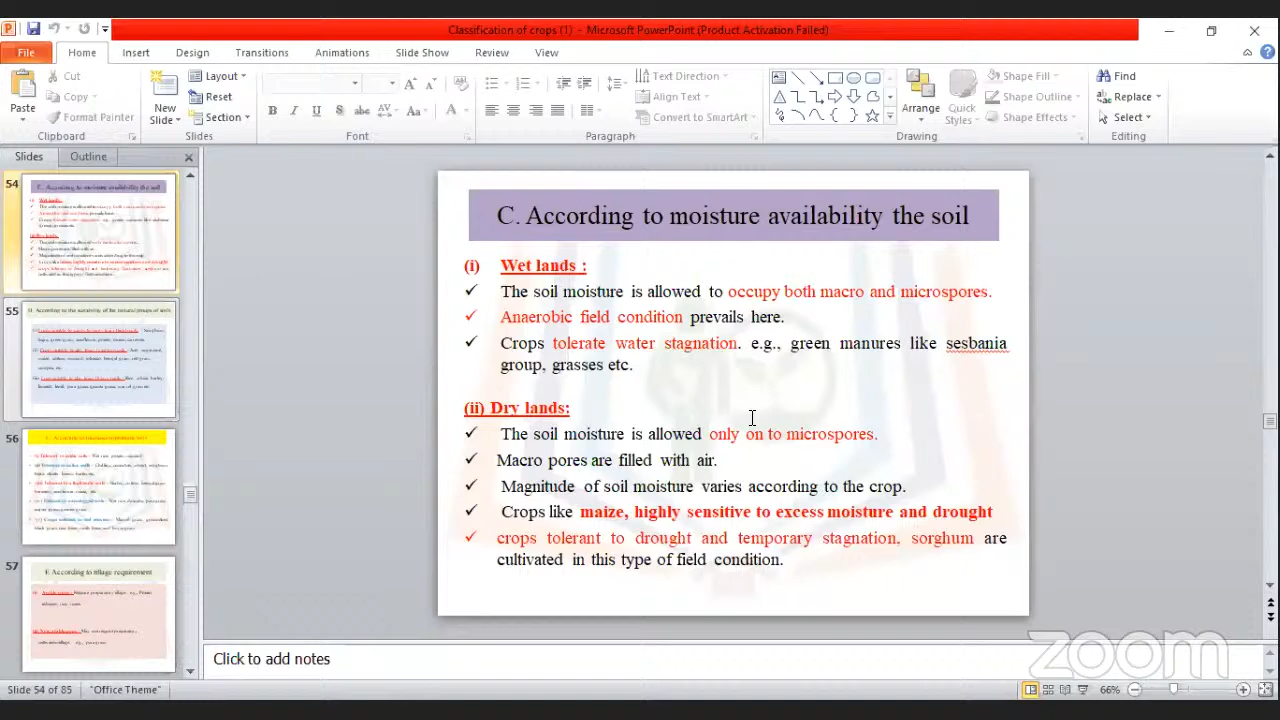 Classification of crops (1) - Microsoft PowerPoint (Product Activation Failed)
File Home Insert Design Transitions Animations Slide Show Review View
Cut Layout Text Direction Shape Fill Find
Copy Reset Align Text Shape Outline Replace
Paste Format Painter New Slide Section Convert to SmartArt Arrange Quick Styles Shape Effects Select
Clipboard Slides Font Paragraph Drawing Editing
Slides Outline
54
55
56
57
E According to tillage requirement
C. According to moisture availability the soil
(i) Yet lands :
The soil moisture is allowed to occupy both macro and microspores.
Anaerobic field condition prevails here.
Crops tolerate water stagnation. e.g., green manures like sesbania
group, grasses etc.
(ii) Dry lands:
The soil moisture is allowed only on to microspores.
Macro pores are filled with air.
Magnitude of soil moisture varies according to the crop.
Crops like maize, highly sensitive to excess moisture and drought
crops tolerant to drought and temporary stagnation, sorghum are
cultivated in this type of field condition.
Click to add notes
zoom
Slide 54 of 85 "Office Theme" 66%